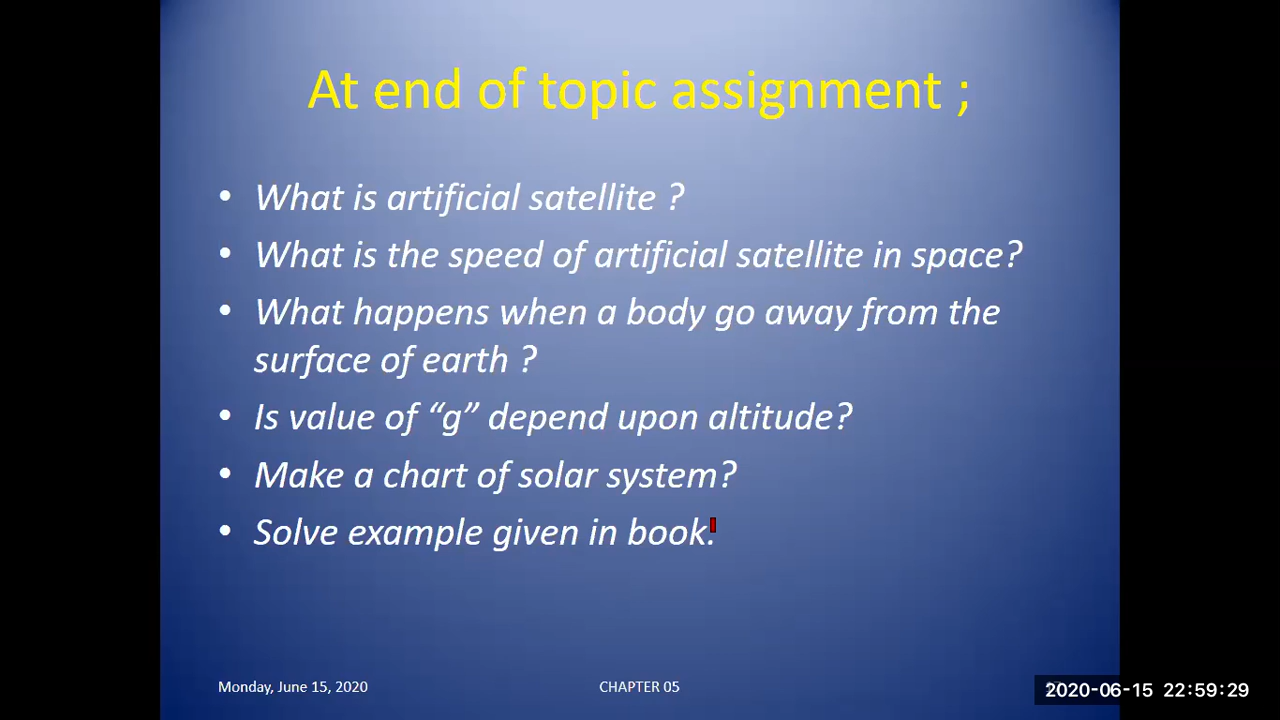 At end of topic assignment ;
• What is artificial satellite ?
• What is the speed of artificial satellite in space?
• What happens when a body go away from the
surface of earth ?
• Is value of “g” depend upon altitude?
• Make a chart of solar system?
• Solve example given in book.
Monday, June 15, 2020
CHAPTER 05
2020-06-15 22:59:29